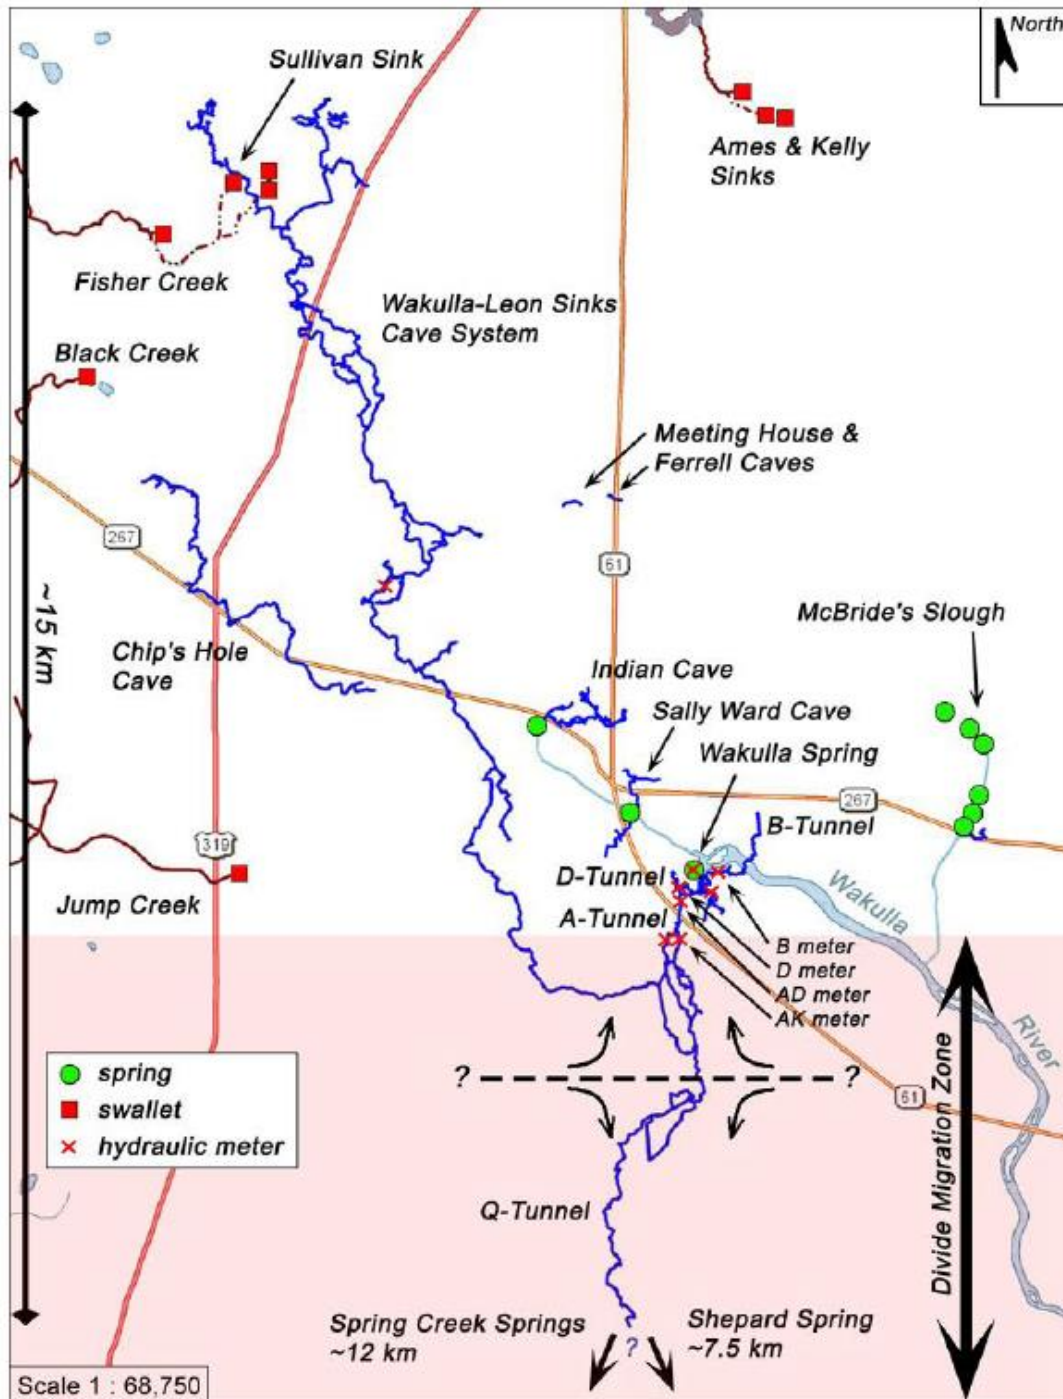 North
Sullivan Sink
Ames & Kelly
Sinks
Fisher Creek
Wakulla-Leon Sinks
Cave System
Black Creek
Meeting House &
Ferrell Caves
267
61
~15 km
McBride's Slough
Chip's Hole
Cave
Indian Cave
Sally Ward Cave
Wakulla Spring
267
B-Tunnel
319
D-Tunnel
Wakulla
Jump Creek
A-Tunnel
B meter
D meter
AD meter
AK meter
River
spring
swallet
hydraulic meter
?
?
61
Divide Migration Zone
Q-Tunnel
Spring Creek Springs
~12 km
?
Shepard Spring
~7.5 km
Scale 1 : 68,750